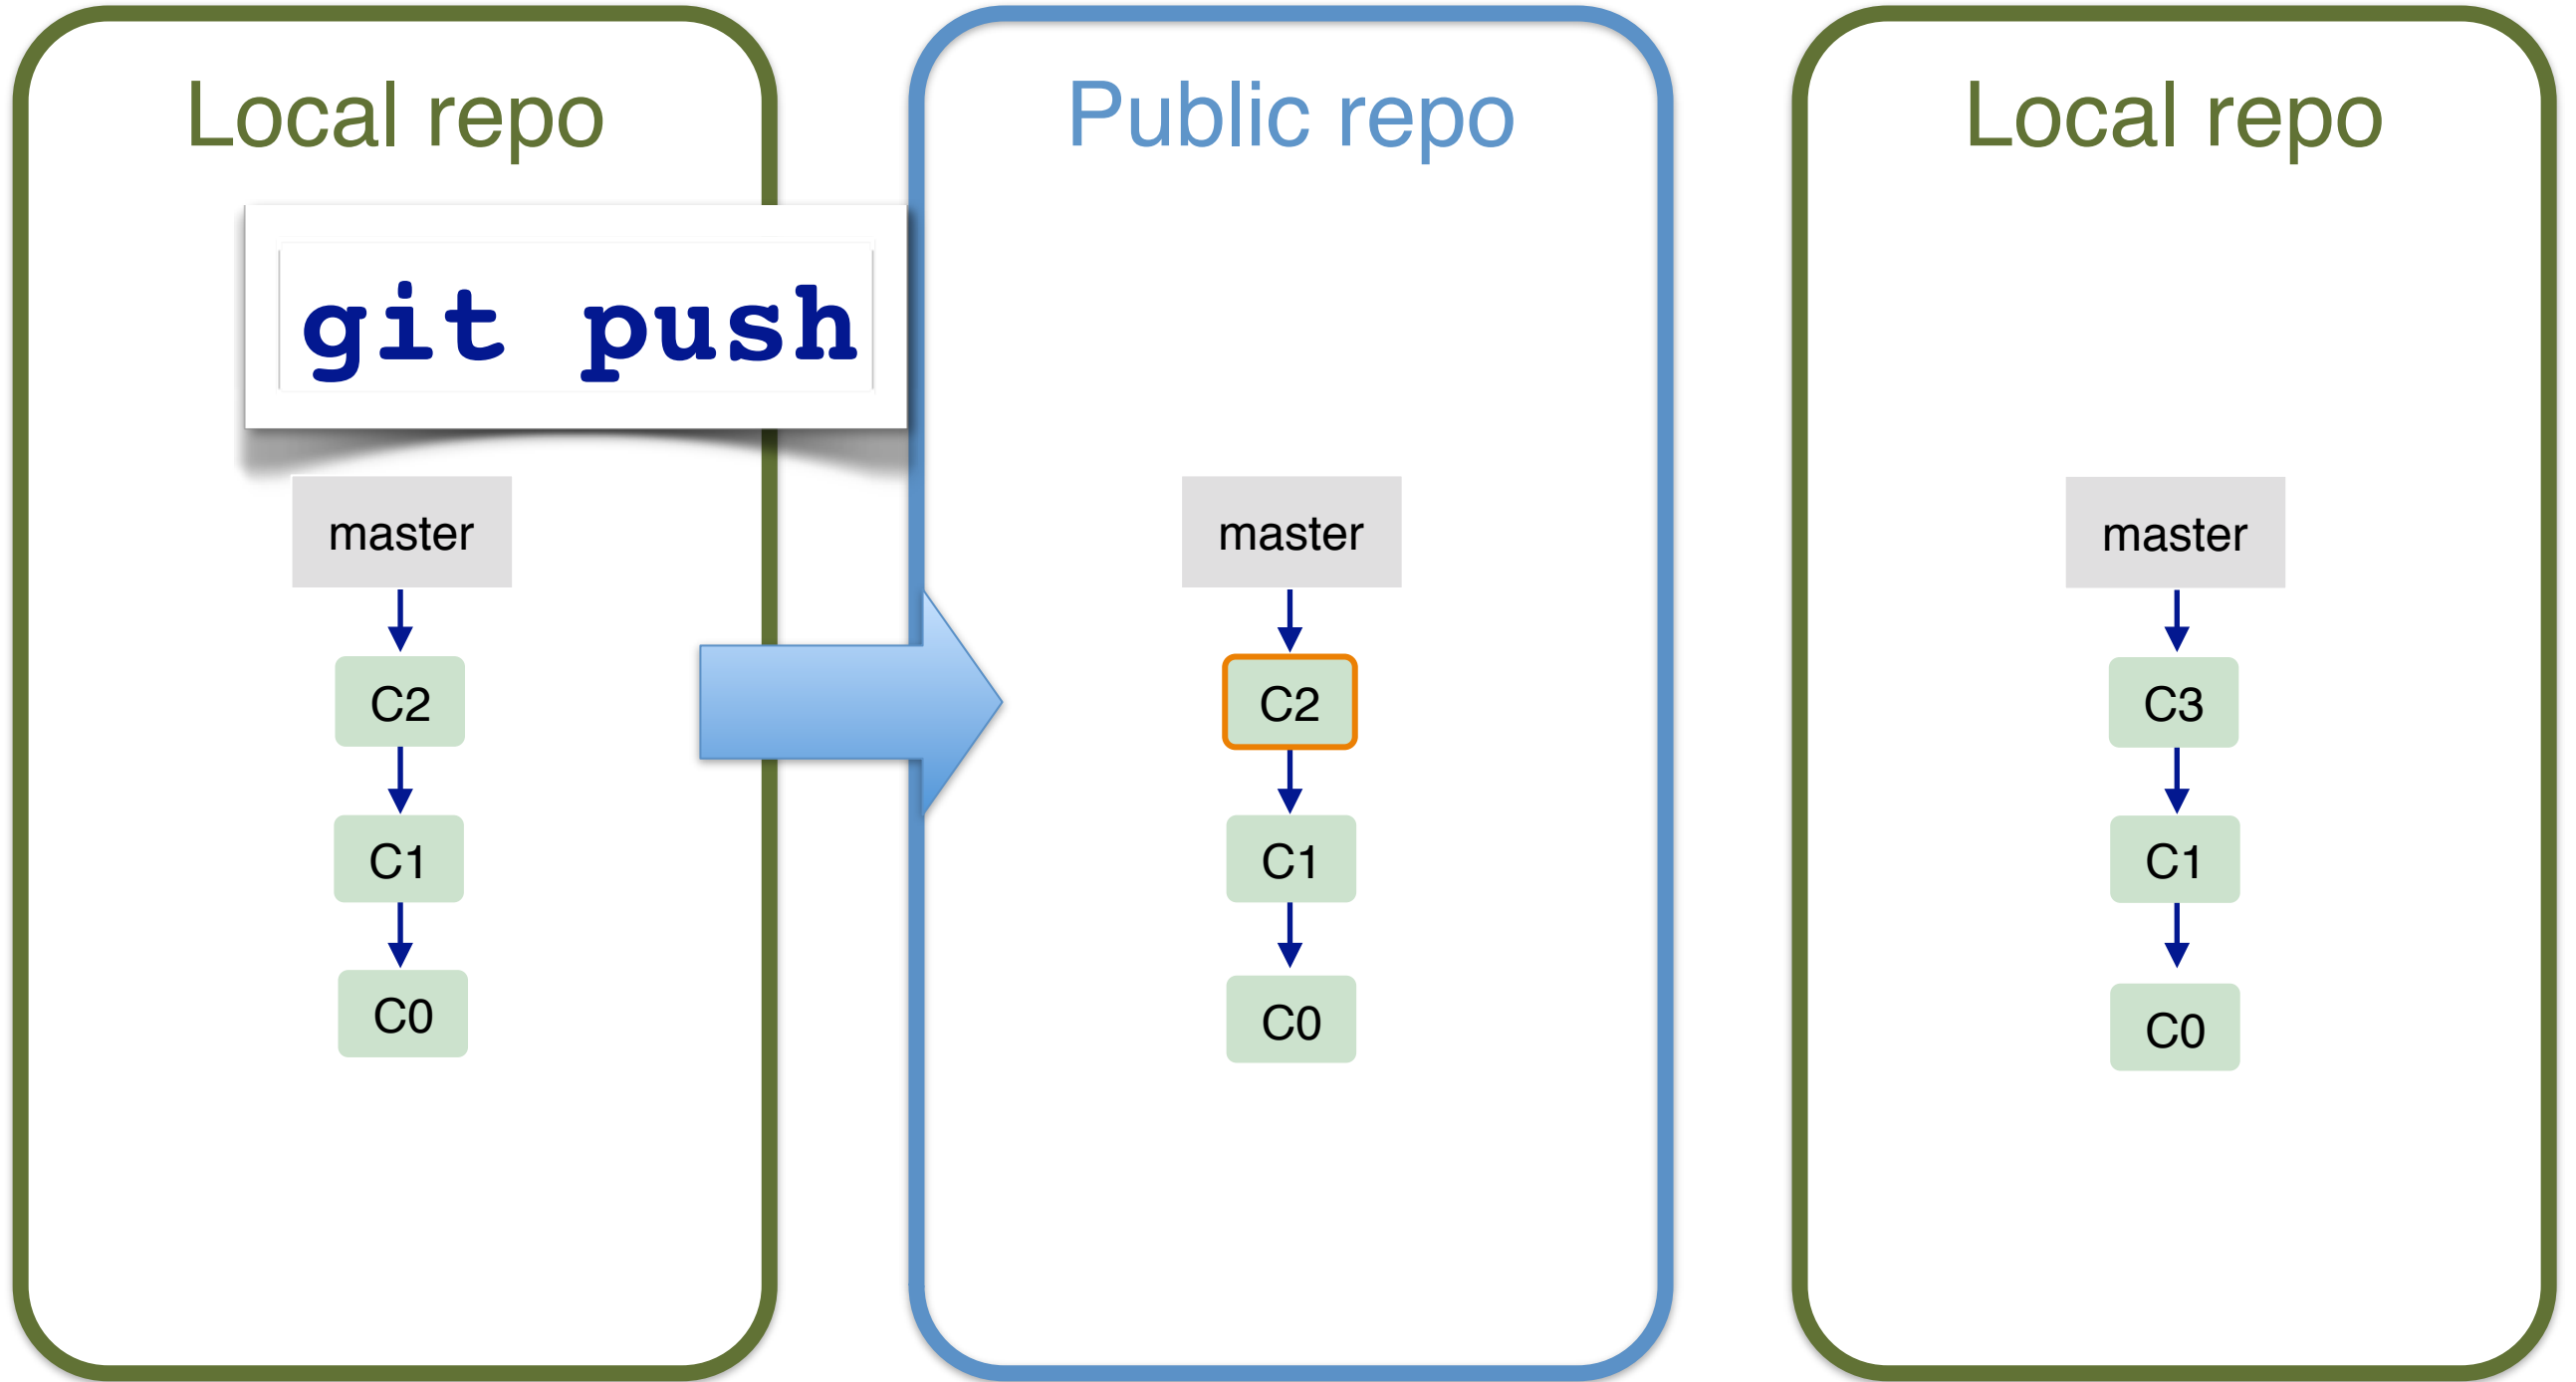 Local repo
git push
master
C2
C1
C0
Public repo
master
C2
C1
C0
Local repo
master
C3
C1
C0